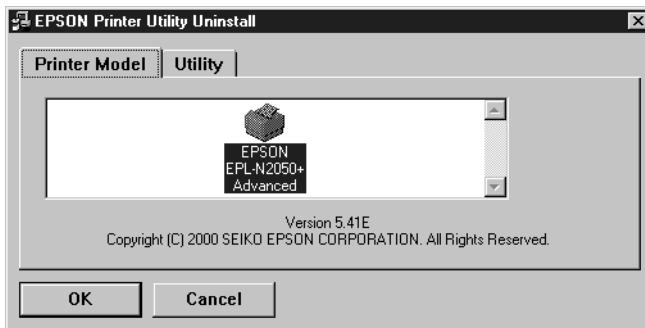 EPSON Printer Utility Uninstall
Printer Model Utility
EPSON
EPL-N2050+
Advanced
Version 5.41E
Copyright (C) 2000 SEIKO EPSON CORPORATION. All Rights Reserved.
OK Cancel